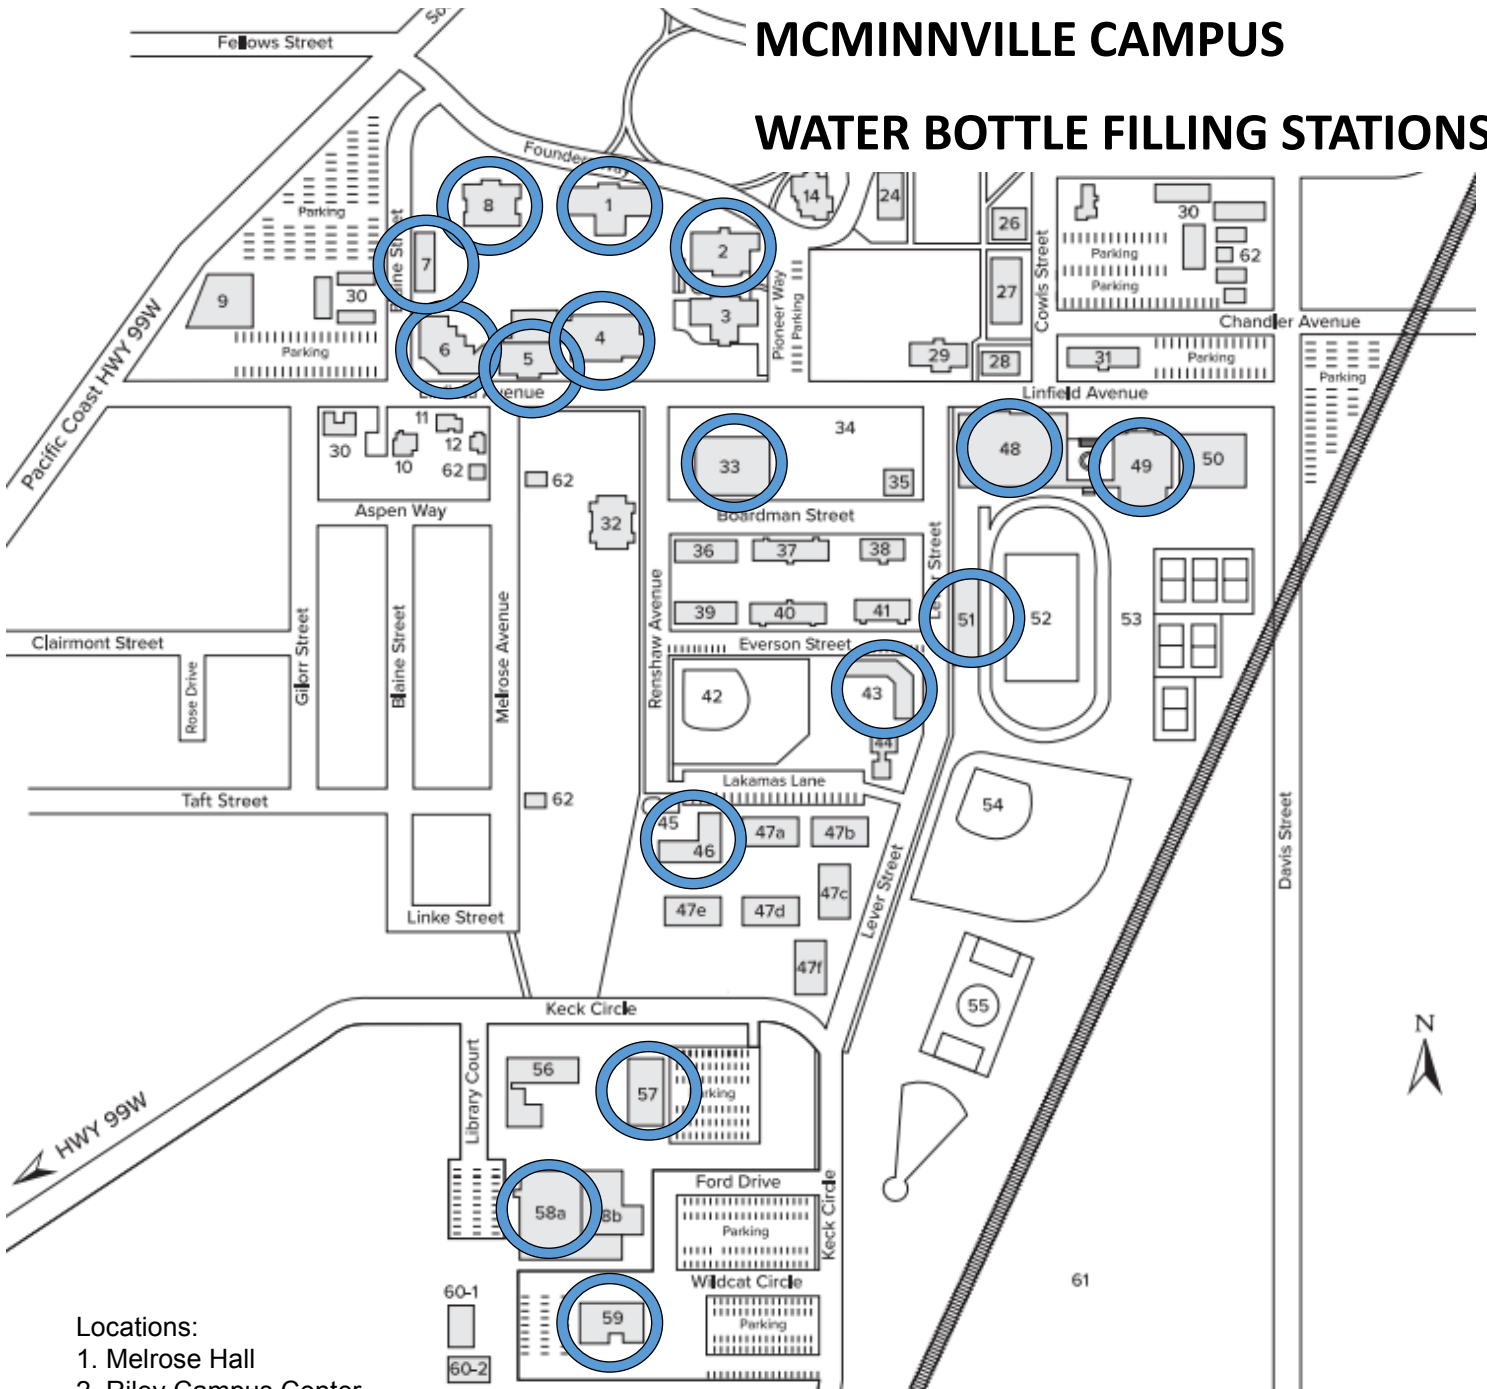 MCMINNVILLE CAMPUS
WATER BOTTLE FILLING STATIONS
Fellows Street
Founders Way
8
1
14
24
26
30
Parking
2
7
Blaine Street
9
30
Parking
6
5
4
3
Pioneer Way
Parking
27
Cowls Street
Parking
Parking
62
Chandler Avenue
29
28
31
Parking
Parking
Pacific Coast HWY 99W
Linfield Avenue
Linfield Avenue
30
11
10
12
62
62
33
34
35
48
49
50
Aspen Way
32
Boardman Street
36
37
38
39
40
41
Lever Street
51
52
53
Clairmont Street
Rose Drive
Gilorr Street
Blaine Street
Melrose Avenue
Renshaw Avenue
Everson Street
42
43
44
Lakamas Lane
Taft Street
62
45
46
47a
47b
47c
47d
47e
47f
54
Lever Street
Davis Street
Linke Street
Keck Circle
55
N
HWY 99W
Library Court
56
57
Parking
58a
8b
Ford Drive
Parking
Keck Circle
Wildcat Circle
Parking
59
60-1
60-2
61
Locations:
1. Melrose Hall
2. Riley Campus Center